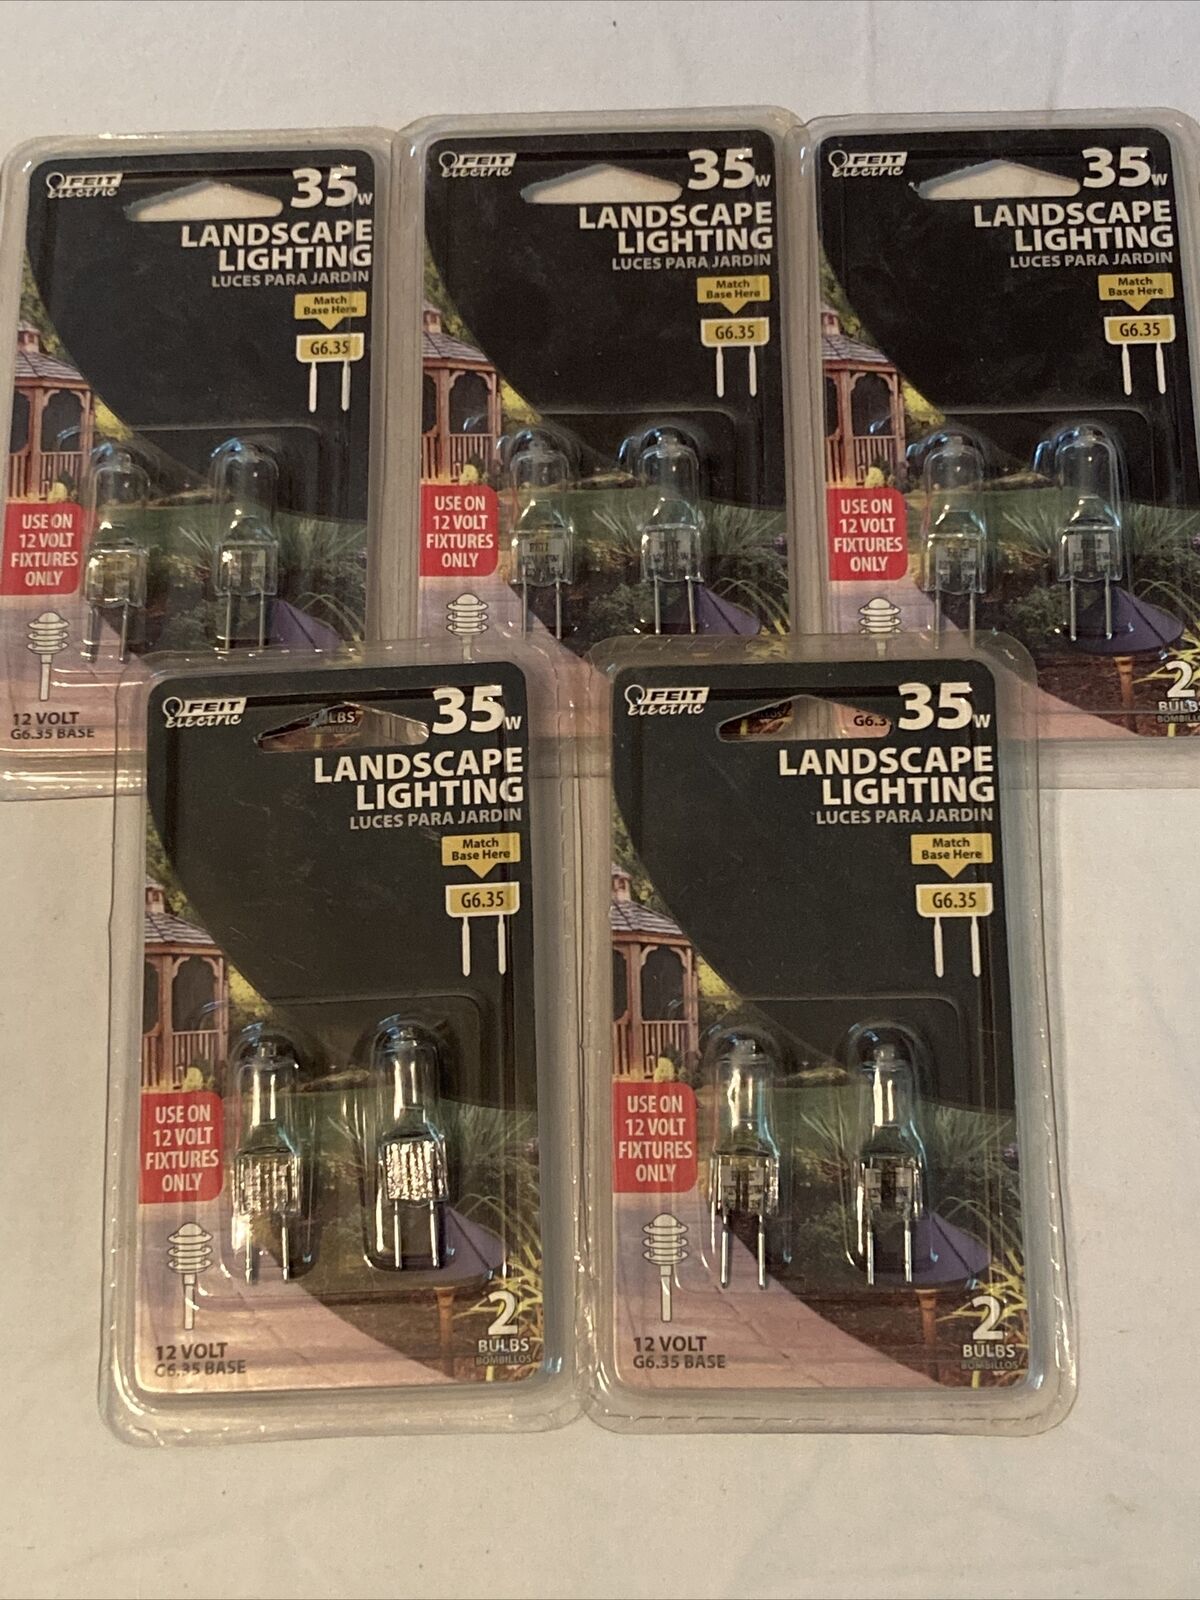 FEIT
Electric
35W
LANDSCAPE
LIGHTING
LUCES PARA JARDIN
Match
Base Here
G6.35
USE ON
12 VOLT
FIXTURES
ONLY
12 VOLT
G6.35 BASE
FEIT
Electric
35W
LANDSCAPE
LIGHTING
LUCES PARA JARDIN
Match
Base Here
G6.35
USE ON
12 VOLT
FIXTURES
ONLY
FEIT
FEIT
Electric
35W
LANDSCAPE
LIGHTING
LUCES PARA JARDIN
Match
Base Here
G6.35
USE ON
12 VOLT
FIXTURES
ONLY
FEIT
2
BULBS
BOMBILLOS
FEIT
Electric
BULBS
BOMBILLOS
35W
LANDSCAPE
LIGHTING
LUCES PARA JARDIN
Match
Base Here
G6.35
USE ON
12 VOLT
FIXTURES
ONLY
12 VOLT
G6.35 BASE
2
BULBS
BOMBILLOS
FEIT
Electric
G6.3
35W
LANDSCAPE
LIGHTING
LUCES PARA JARDIN
Match
Base Here
G6.35
USE ON
12 VOLT
FIXTURES
ONLY
12 VOLT
G6.35 BASE
2
BULBS
BOMBILLOS